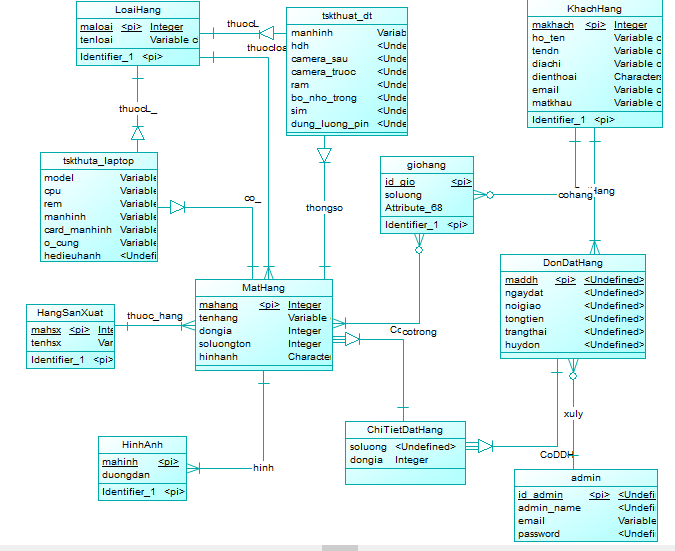 LoaiHang
maloai <pi> Integer
tenloai Variable c
Identifier_1 <pi>
thuocL
thuocloa
tskthuat_dt
manhinh Variab
hdh <Unde
camera_sau <Unde
camera_truoc <Unde
ram <Unde
bo_nho_trong <Unde
sim <Unde
dung_luong_pin <Unde
KhachHang
makhach <pi> Integer
ho_ten Variable c
tendn Variable c
diachi Variable c
dienthoai Characters
email Variable c
matkhau Variable c
Identifier_1 <pi>
thuocL_
tskthuta_laptop
model Variable
cpu Variable
rem Variable
manhinh Variable
card_manhinh Variable
o_cung Variable
hedieuhanh <Undefi
co_
thongso
giohang
id_gio <pi>
soluong
Attribute_68
Identifier_1 <pi>
cohang
Hang
MatHang
mahang <pi> Integer
tenhang Variable
dongia Integer
soluongton Integer
hinhanh Character
thuoc_hang
HangSanXuat
mahsx <pi> Inte
tenhsx Var
Identifier_1 <pi>
cotrong
DonDatHang
maddh <pi> <Undefined>
ngaydat <Undefined>
noigiao <Undefined>
tongtien <Undefined>
trangthai <Undefined>
huydon <Undefined>
ChiTietDatHang
soluong <Undefined>
dongia Integer
xuly
CoDDH
HinhAnh
mahinh <pi>
duongdan
Identifier_1 <pi>
hinh
admin
id_admin <pi> <Undefi
admin_name <Undefi
email Variable
password <Undefi